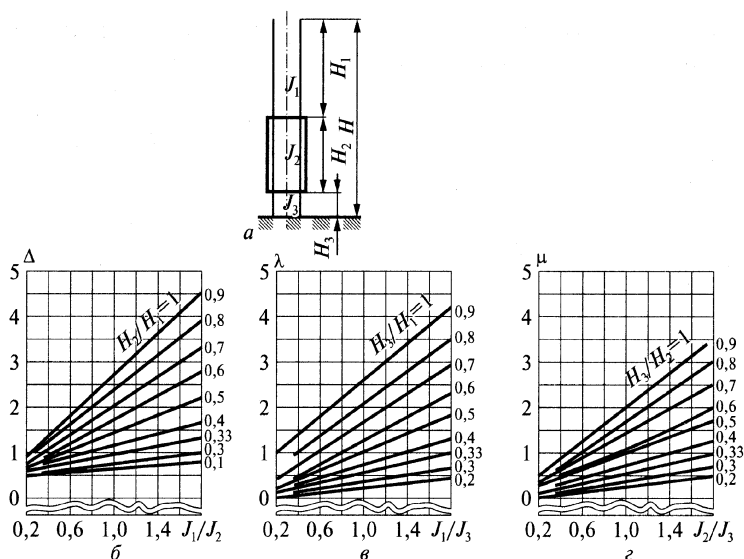 J₁
J₂
J₃
H₁
H₂
H
H₃
а
Δ
5
4
3
2
1
0
H₂/H₁=1
0,9
0,8
0,7
0,6
0,5
0,4
0,33
0,3
0,1
0,2 0,6 1,0 1,4 J₁/J₂
б
λ
5
4
3
2
1
0
H₃/H₁=1
0,9
0,8
0,7
0,6
0,5
0,4
0,33
0,3
0,2
0,2 0,6 1,0 1,4 J₁/J₃
в
μ
5
4
3
2
1
0
H₃/H₂=1
0,9
0,8
0,7
0,6
0,5
0,4
0,33
0,3
0,2
0,2 0,6 1,0 1,4 J₂/J₃
г